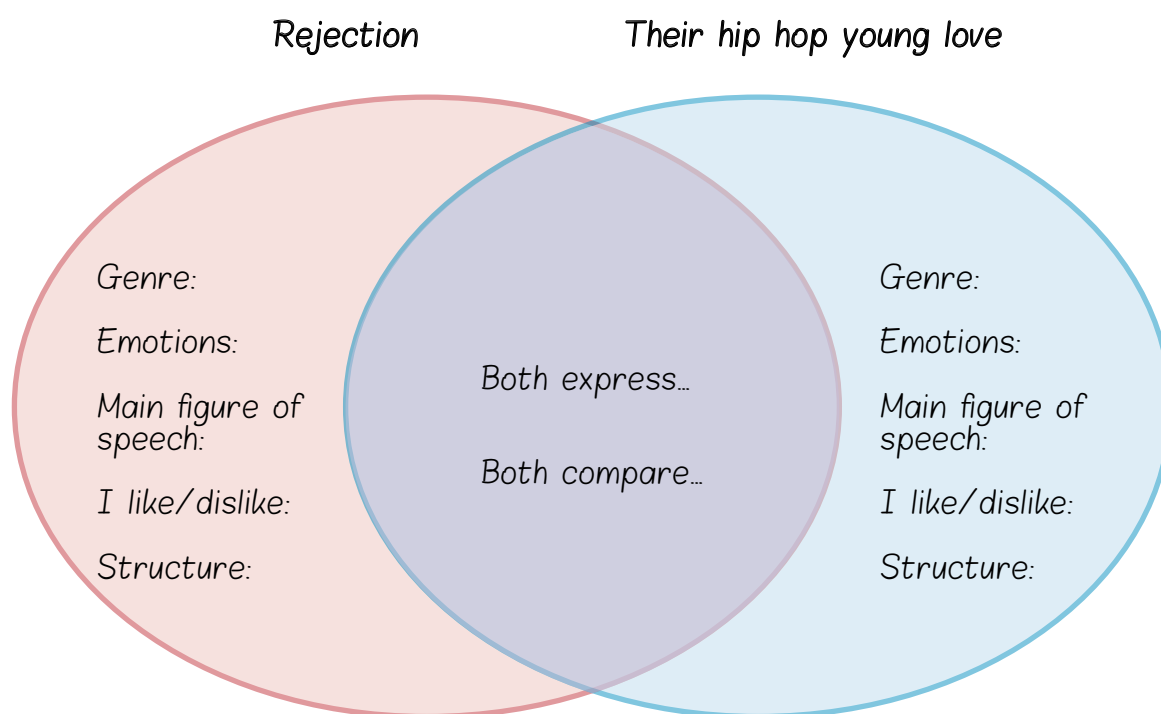 Rejection
Their hip hop young love
Genre:
Emotions:
Main figure of
speech:
I like/dislike:
Structure:
Both express...
Both compare...
Genre:
Emotions:
Main figure of
speech:
I like/dislike:
Structure: